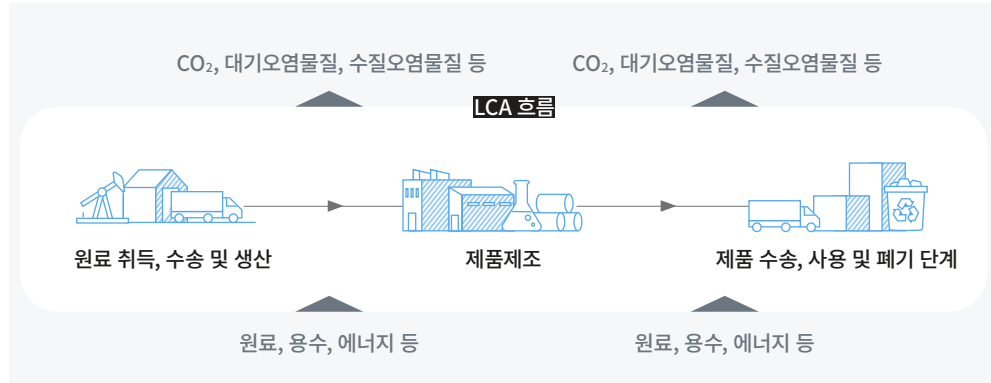 CO₂, 대기오염물질, 수질오염물질 등
CO₂, 대기오염물질, 수질오염물질 등
LCA 흐름
원료 취득, 수송 및 생산
제품제조
제품 수송, 사용 및 폐기 단계
원료, 용수, 에너지 등
원료, 용수, 에너지 등